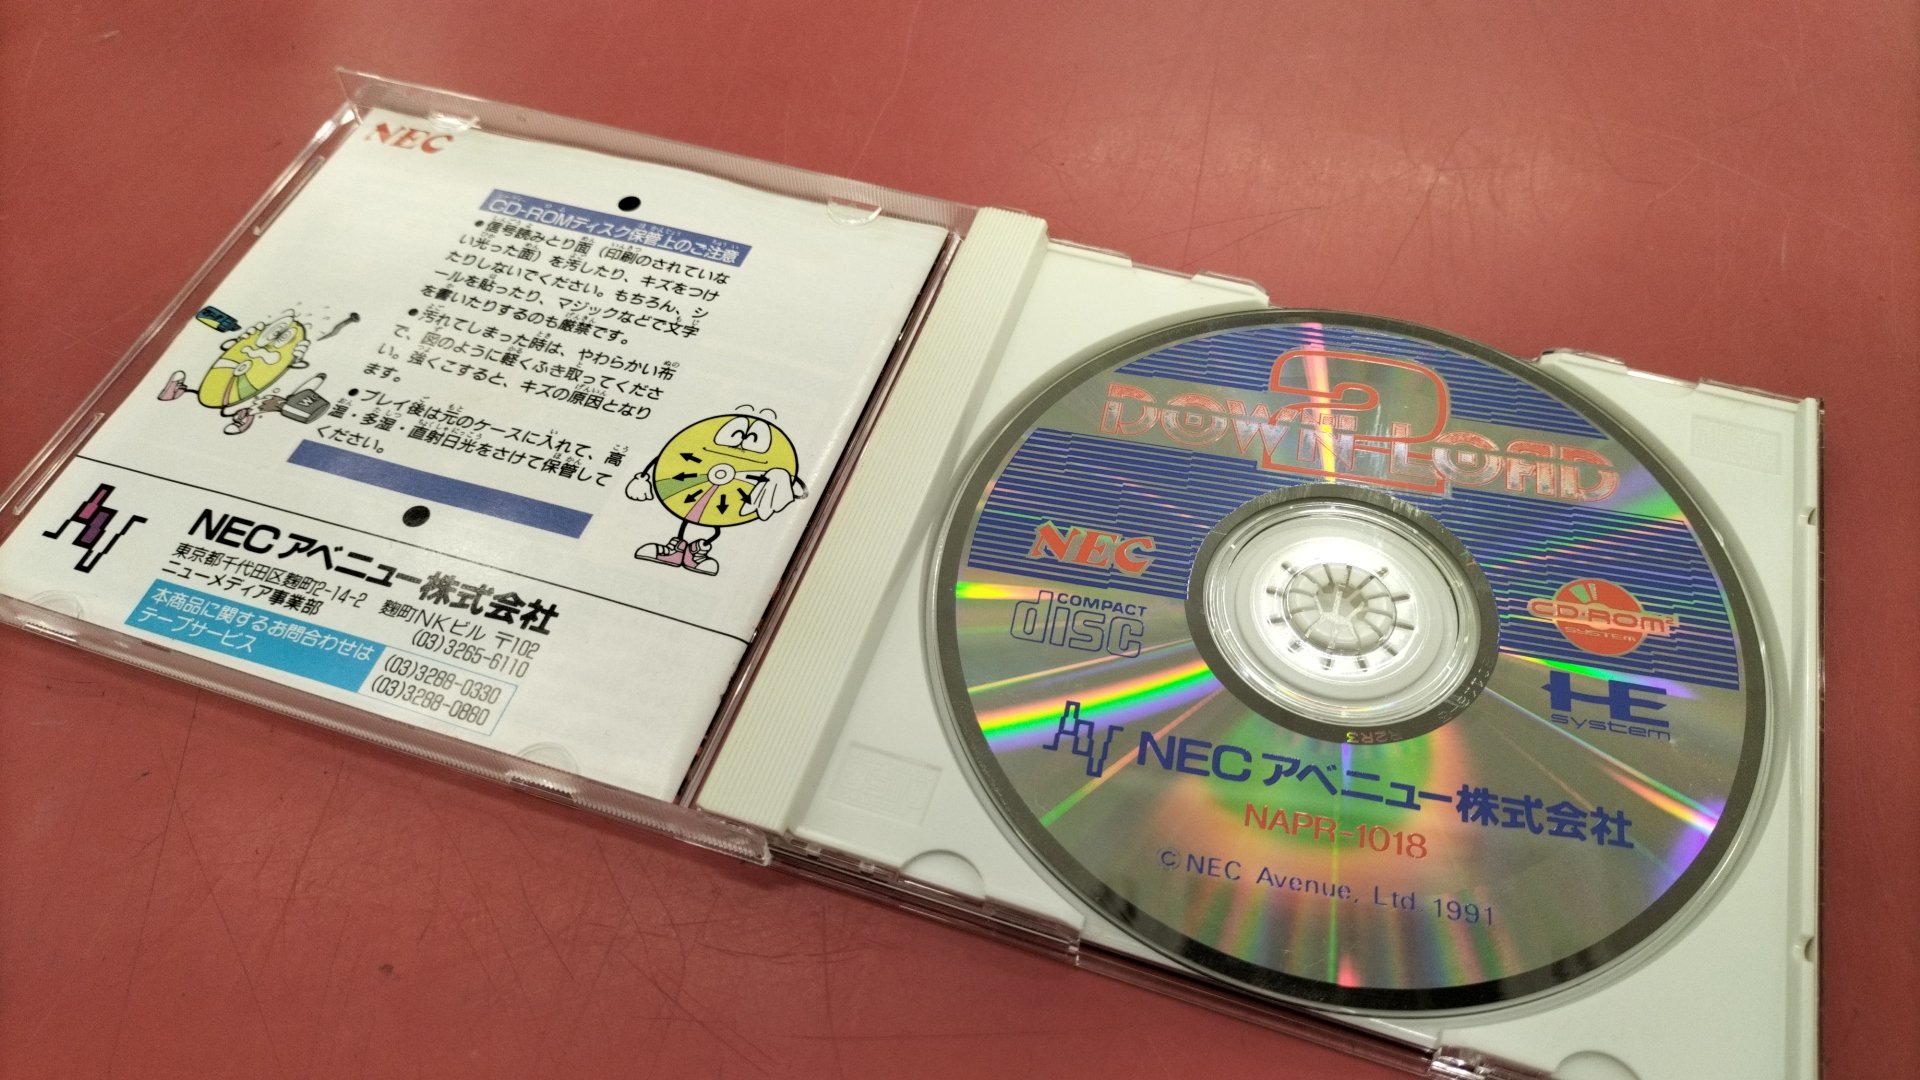 NEC
CD-ROMディスク保管上のご注意
●信号読みとり面（印刷のされていな
い光った面）を汚したり、キズをつけ
たりしないでください。もちろん、シ
ールを貼ったり、マジックなどで文字
を書いたりするのも厳禁です。
●汚れてしまった時は、やわらかい布
で、図のように軽くふき取ってくださ
い。強くこすると、キズの原因となり
ます。
●プレイ後は元のケースに入れて、高
温・多湿・直射日光をさけて保管して
ください。
NECアベニュー株式会社
東京都千代田区麹町2-14-2 麹町NKビル 〒102
ニューメディア事業部 (03)3265-6110
本商品に関するお問合わせは (03)3288-0330
テープサービス (03)3288-0880
2
DOWN-LOAD
NEC
COMPACT
disc
CD-ROM²
SYSTEM
HE
system
NECアベニュー株式会社
NAPR-1018
©NEC Avenue, Ltd. 1991